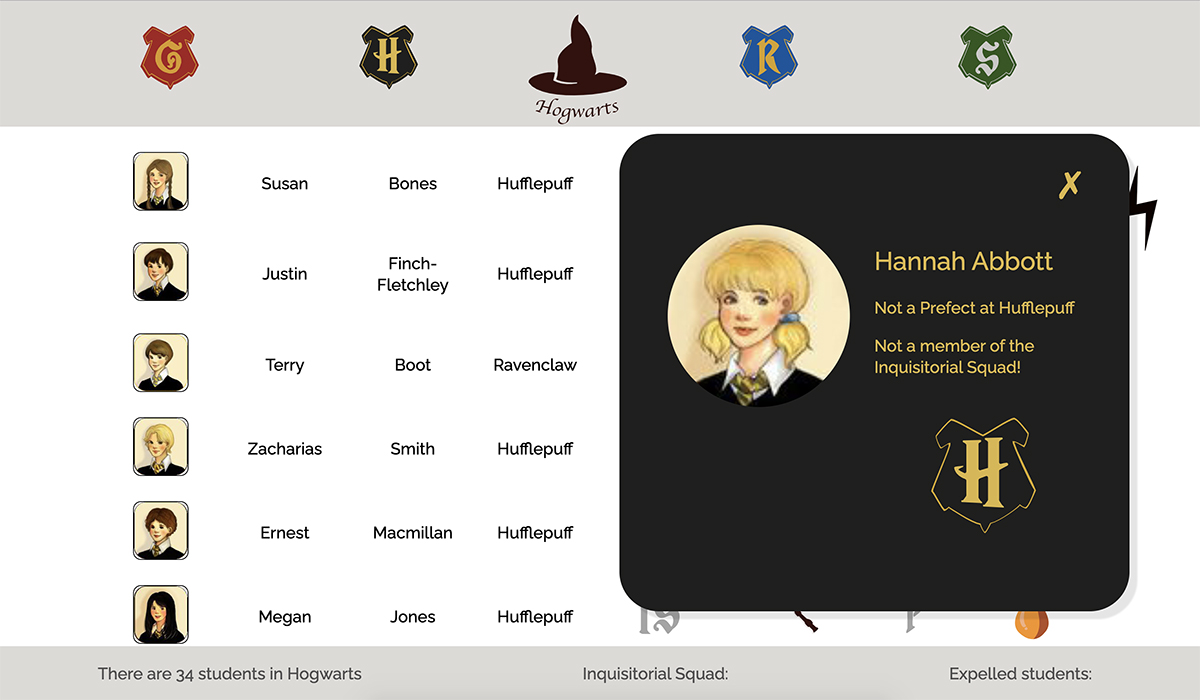 G
H
Hogwarts
R
S
Susan Bones Hufflepuff
Justin Finch-
Fletchley Hufflepuff
Terry Boot Ravenclaw
Zacharias Smith Hufflepuff
Ernest Macmillan Hufflepuff
Megan Jones Hufflepuff
✗
Hannah Abbott
Not a Prefect at Hufflepuff
Not a member of the
Inquisitorial Squad!
H
There are 34 students in Hogwarts
Inquisitorial Squad:
Expelled students: